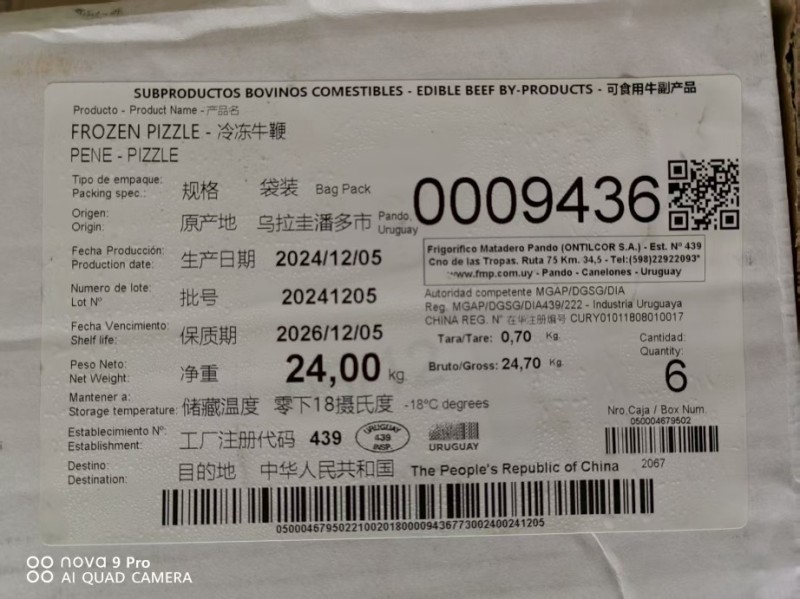 SUBPRODUCTOS BOVINOS COMESTIBLES - EDIBLE BEEF BY-PRODUCTS - 可食用牛副产品
Producto - Product Name - 产品名
FROZEN PIZZLE - 冷冻牛鞭
PENE - PIZZLE
Tipo de empaque:
Packing spec.:
规格 袋装 Bag Pack
0009436
Origen:
Origin:
原产地 乌拉圭潘多市
Pando,
Uruguay
Fecha Producción:
Production date:
生产日期 2024/12/05
Frigorífico Matadero Pando (ONTILCOR S.A.) - Est. Nº 439
Cno de las Tropas. Ruta 75 Km. 34,5 - Tel:(598)22922093*
www.fmp.com.uy - Pando - Canelones - Uruguay
Numero de lote:
Lot Nº
批号 20241205
Autoridad competente MGAP/DGSG/DIA
Reg. MGAP/DGSG/DIA439/222 - Industria Uruguaya
CHINA REG. N° 在华注册编号 CURY01011808010017
Fecha Vencimiento:
Shelf life:
保质期 2026/12/05
Tara/Tare: 0,70 Kg.
Cantidad:
Quantity:
6
Peso Neto:
Net Weight:
净重 24,00 kg.
Bruto/Gross: 24,70 Kg.
Mantener a:
Storage temperature:
储藏温度 零下18摄氏度 -18ºC degrees
Nro.Caja / Box Num.
050004679502
Establecimiento Nº:
Establishment:
工厂注册代码 439
URUGUAY
439
INSP.
URUGUAY
2067
Destino:
Destination:
目的地 中华人民共和国 The People's Republic of China
0500046795022100201800009436773002400241205
nova 9 Pro
AI QUAD CAMERA